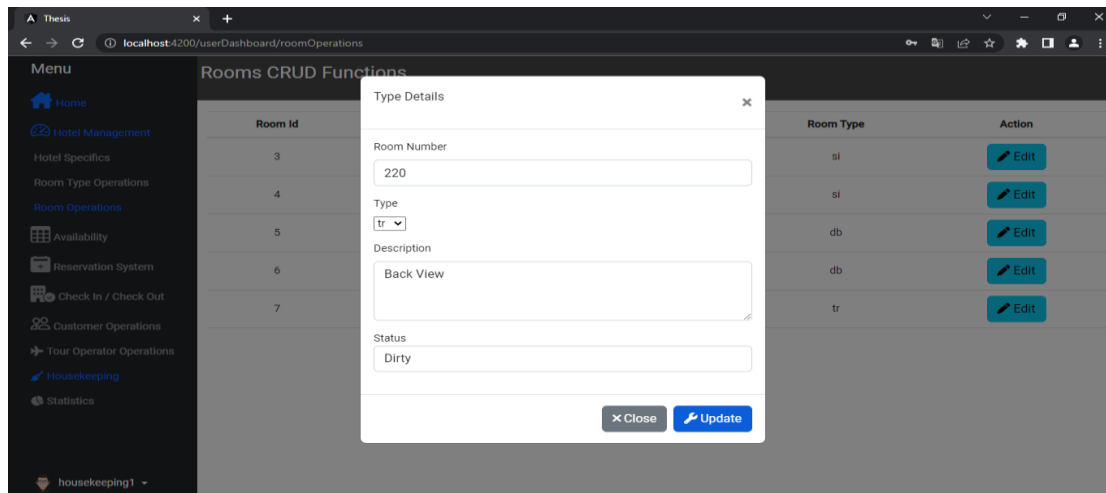 Thesis
localhost:4200/userDashboard/roomOperations
Menu
Rooms CRUD Functions
Home
Hotel Management
Hotel Specifics
Room Type Operations
Room Operations
Availability
Reservation System
Check In / Check Out
Customer Operations
Tour Operator Operations
Housekeeping
Statistics
housekeeping1
Room Id Room Type Action
3 si Edit
4 si Edit
5 db Edit
6 db Edit
7 tr Edit
Type Details
Room Number
220
Type
tr
Description
Back View
Status
Dirty
Close Update